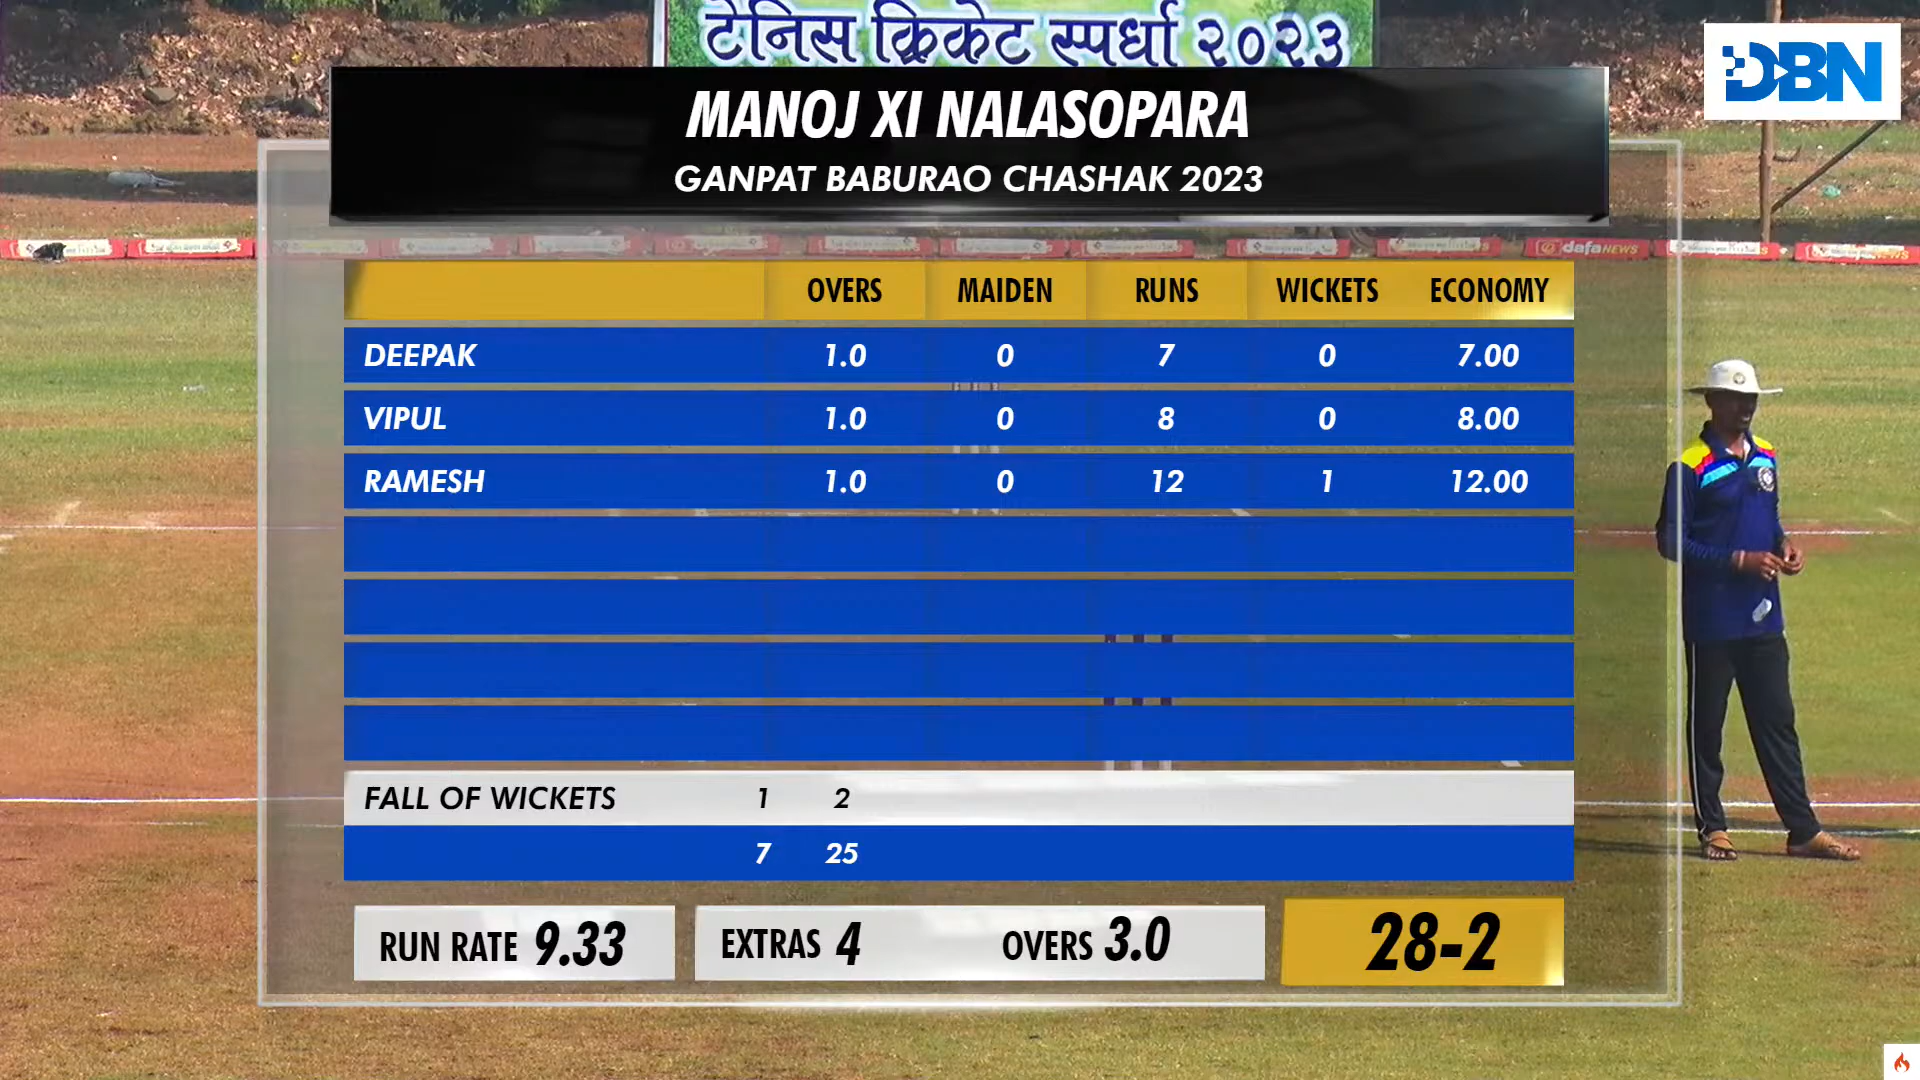 टेनिस क्रिकेट स्पर्धा २०२३
DBN
MANOJ XI NALASOPARA
GANPAT BABURAO CHASHAK 2023
dafaNEWS
OVERS MAIDEN RUNS WICKETS ECONOMY
DEEPAK 1.0 0 7 0 7.00
VIPUL 1.0 0 8 0 8.00
RAMESH 1.0 0 12 1 12.00
FALL OF WICKETS 1 2
7 25
RUN RATE 9.33 EXTRAS 4 OVERS 3.0 28-2